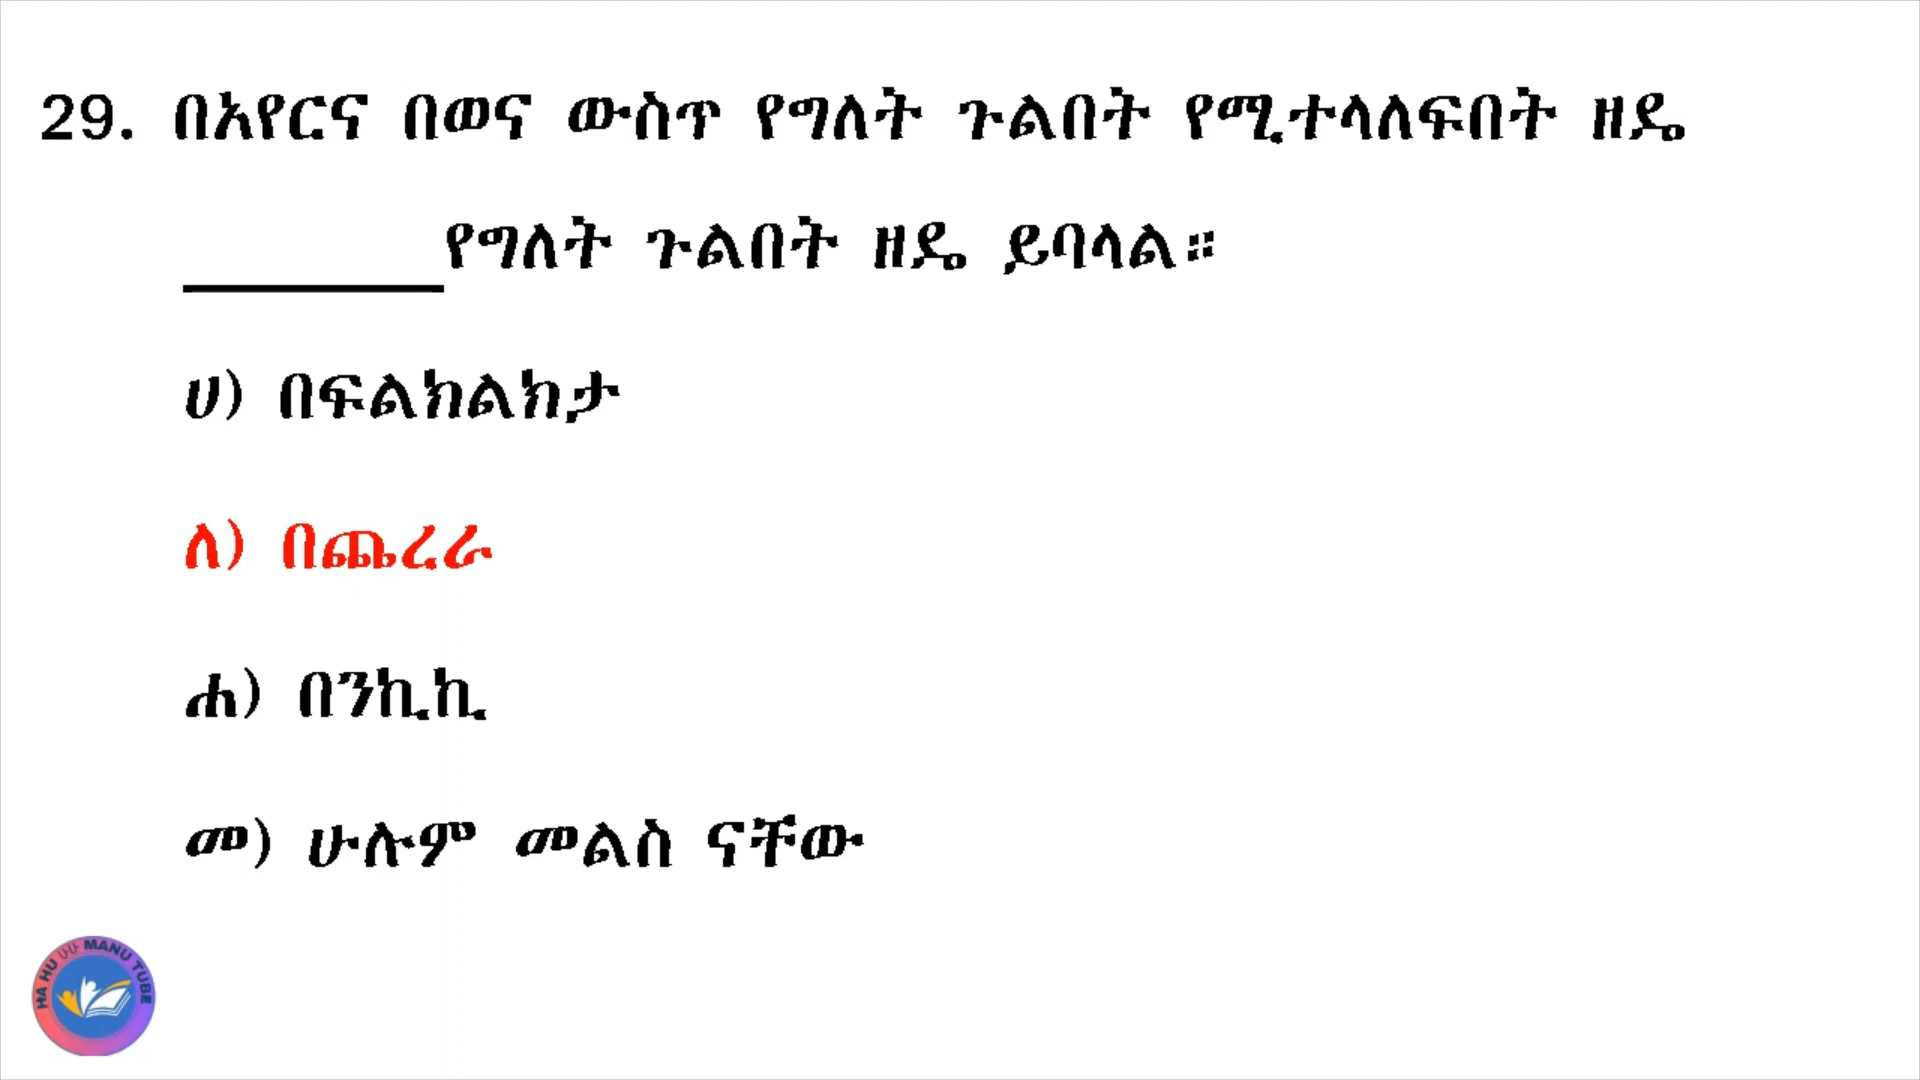 29. በአየርና በወና ውስጥ የግለት ጉልበት የሚተላለፍበት ዘዴ
________የግለት ጉልበት ዘዴ ይባላል።
ሀ) በፍልክልክታ
ለ) በጨረራ
ሐ) በንኪኪ
መ) ሁሉም መልስ ናቸው
HA HU ሀሁ MANU TUBE